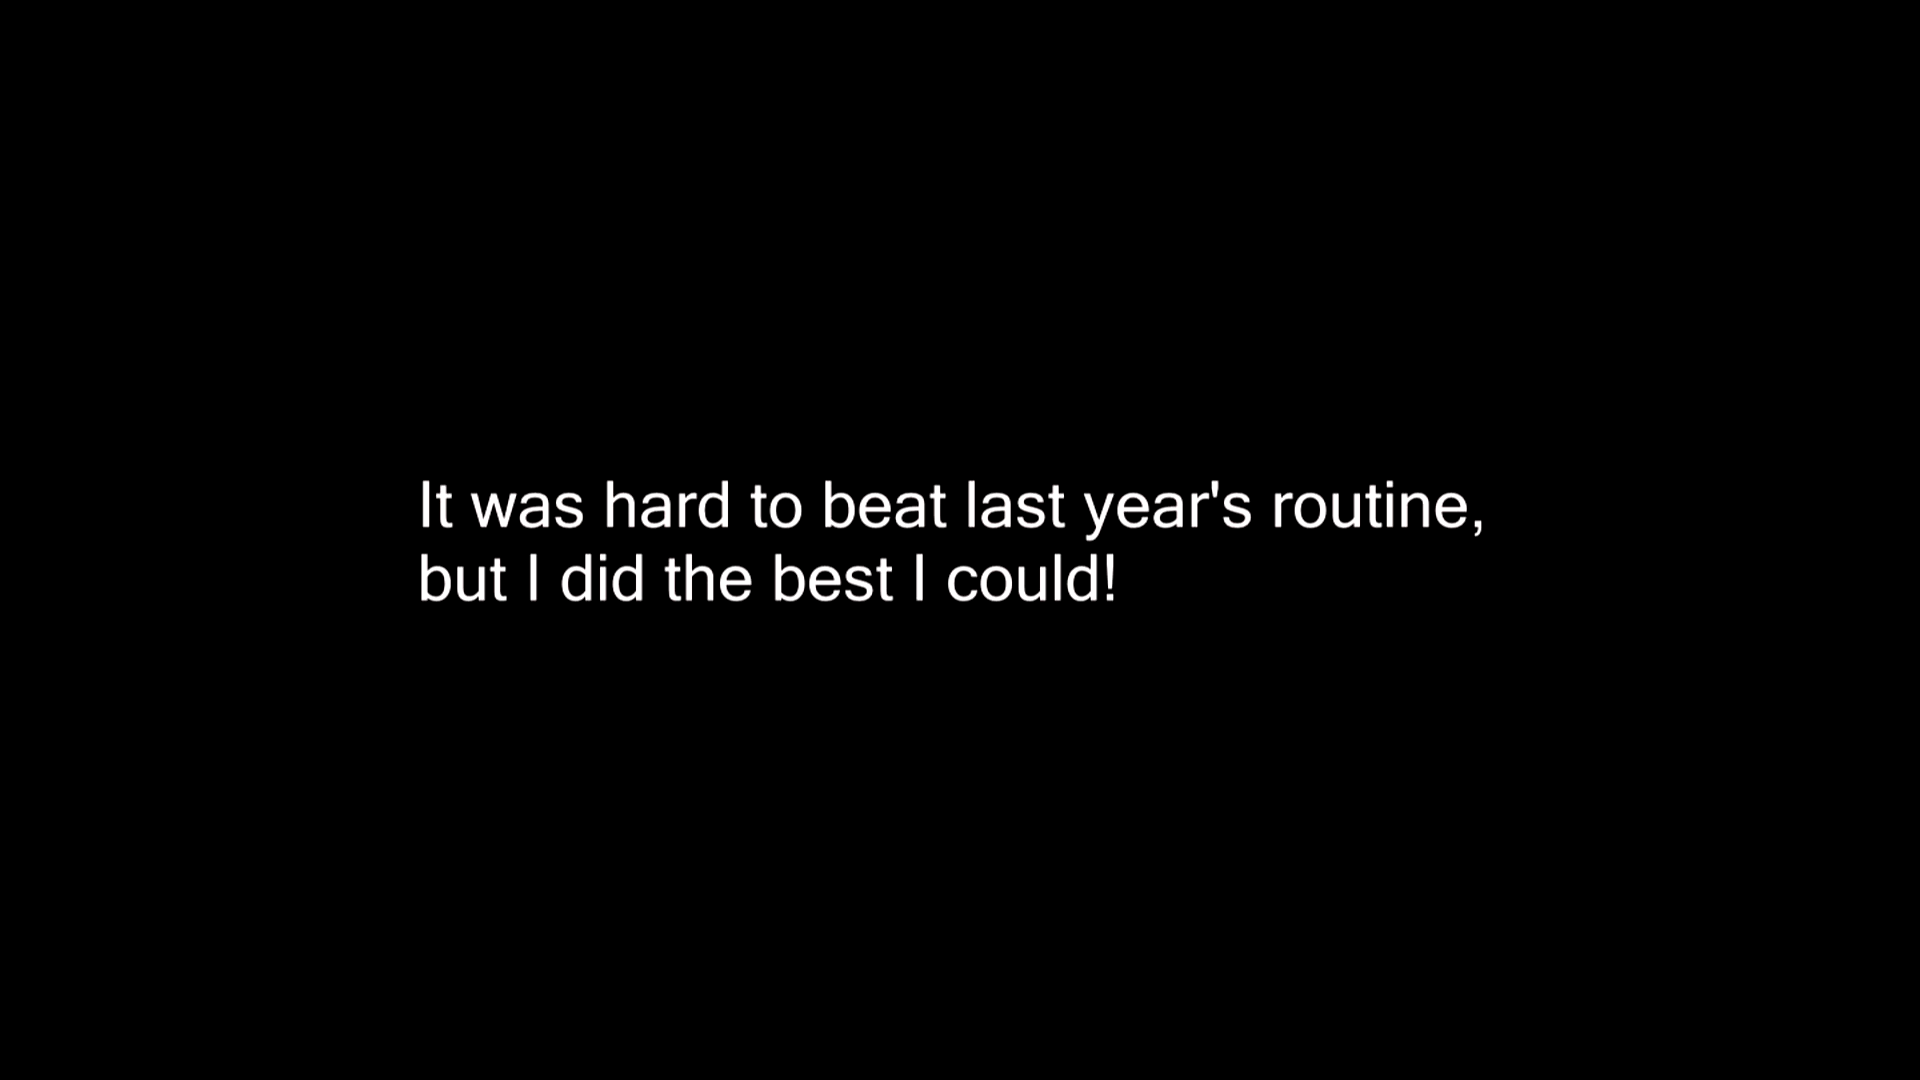 It was hard to beat last year's routine,
but I did the best I could!